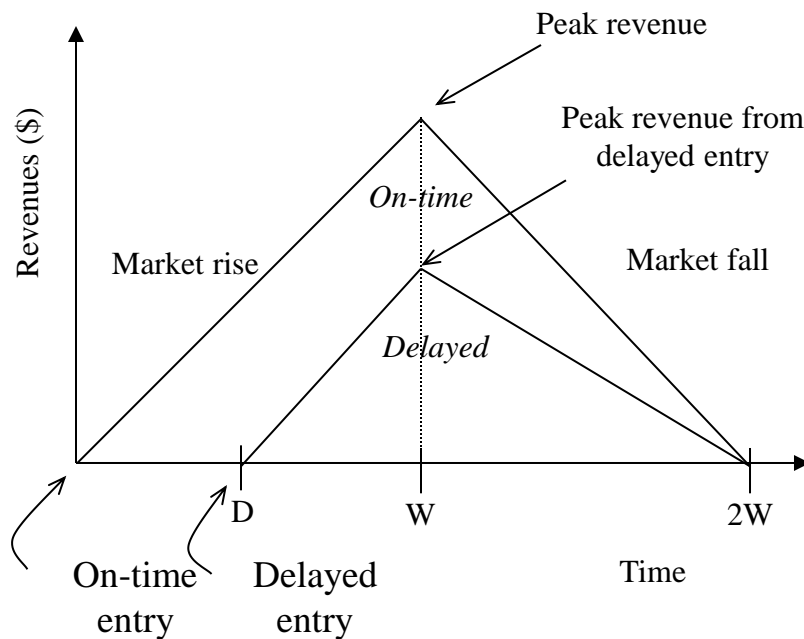 Peak revenue
Peak revenue from
delayed entry
Revenues ($)
On-time
Market rise
Market fall
Delayed
D
W
2W
On-time
entry
Delayed
entry
Time